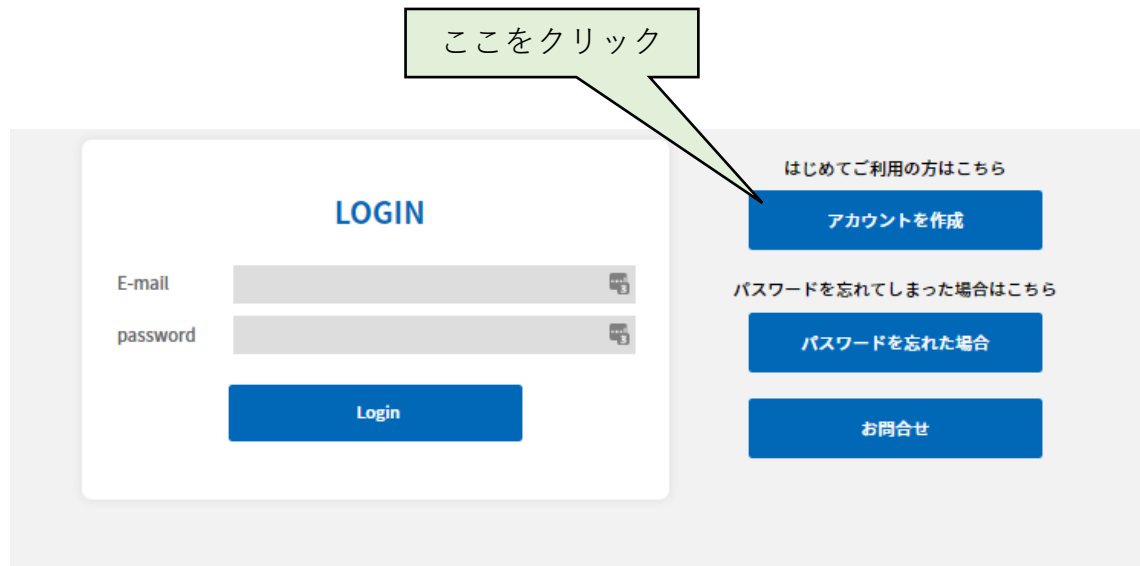 ここをクリック
LOGIN
E-mail
password
Login
はじめてご利用の方はこちら
アカウントを作成
パスワードを忘れてしまった場合はこちら
パスワードを忘れた場合
お問合せ